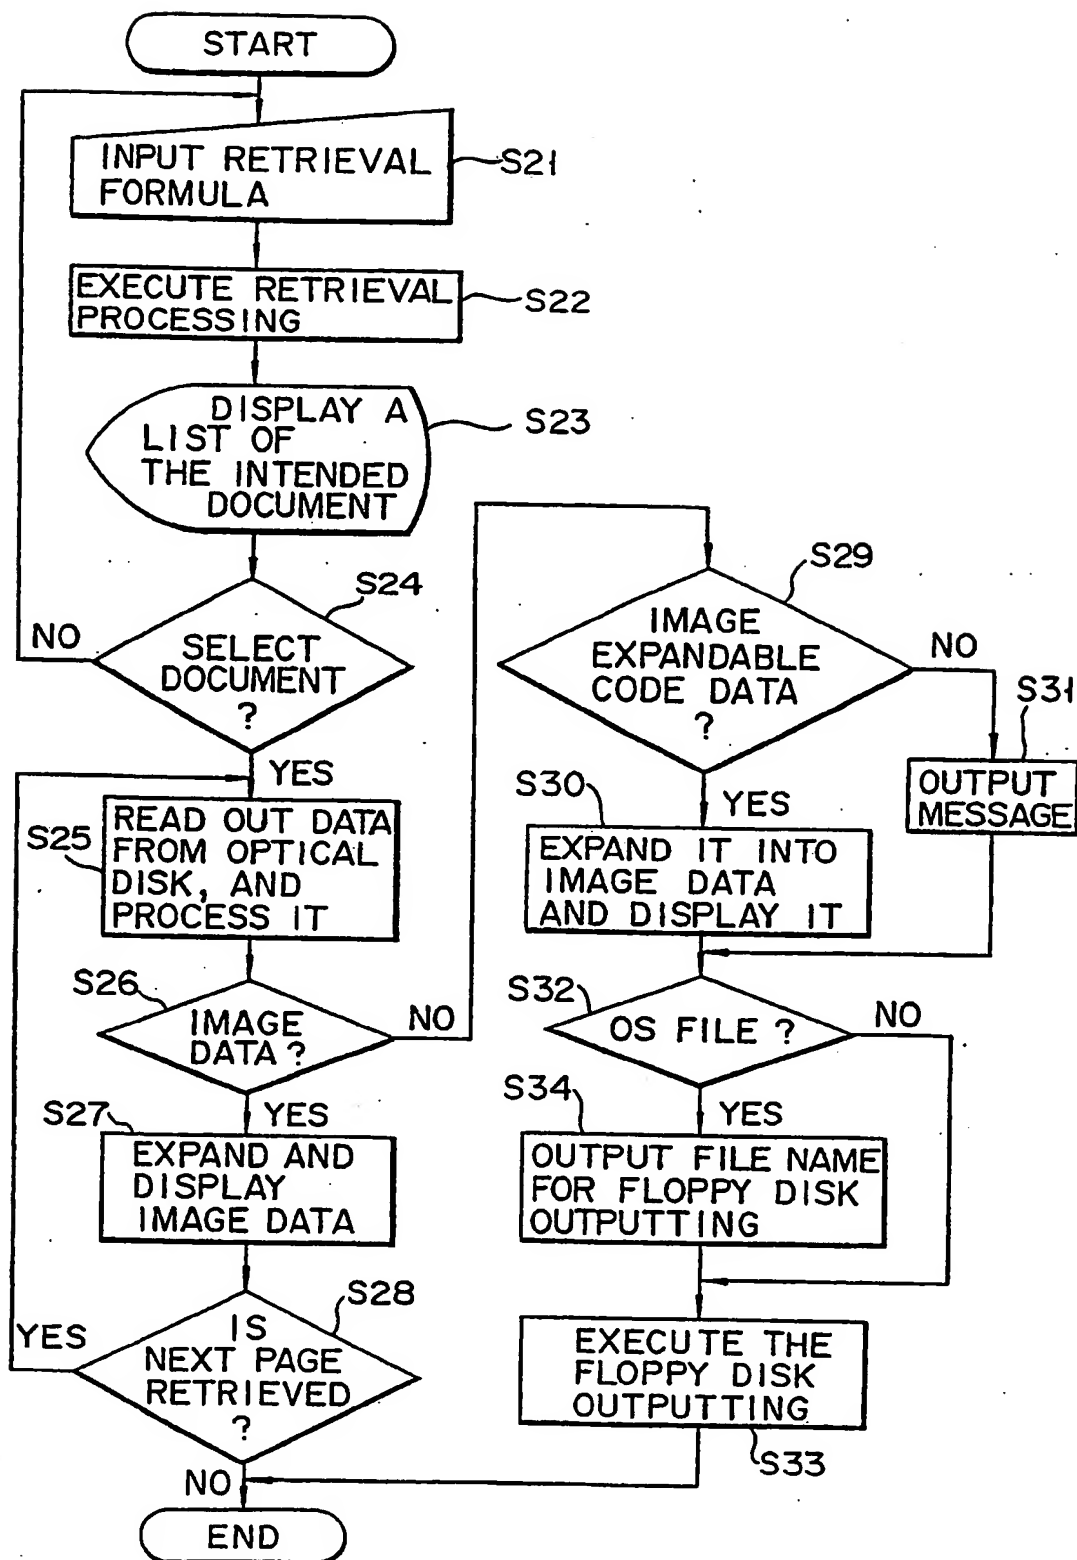 START
INPUT RETRIEVAL
FORMULA
S21
EXECUTE RETRIEVAL
PROCESSING
S22
DISPLAY A
LIST OF
THE INTENDED
DOCUMENT
S23
S24
NO
SELECT
DOCUMENT
?
YES
S25
READ OUT DATA
FROM OPTICAL
DISK, AND
PROCESS IT
S26
IMAGE
DATA?
NO
YES
S27
EXPAND AND
DISPLAY
IMAGE DATA
S28
YES
IS
NEXT PAGE
RETRIEVED
?
NO
END
S29
IMAGE
EXPANDABLE
CODE DATA
?
NO
S31
OUTPUT
MESSAGE
YES
S30
EXPAND IT INTO
IMAGE DATA
AND DISPLAY IT
S32
OS FILE ?
NO
YES
S34
OUTPUT FILE NAME
FOR FLOPPY DISK
OUTPUTTING
EXECUTE THE
FLOPPY DISK
OUTPUTTING
S33